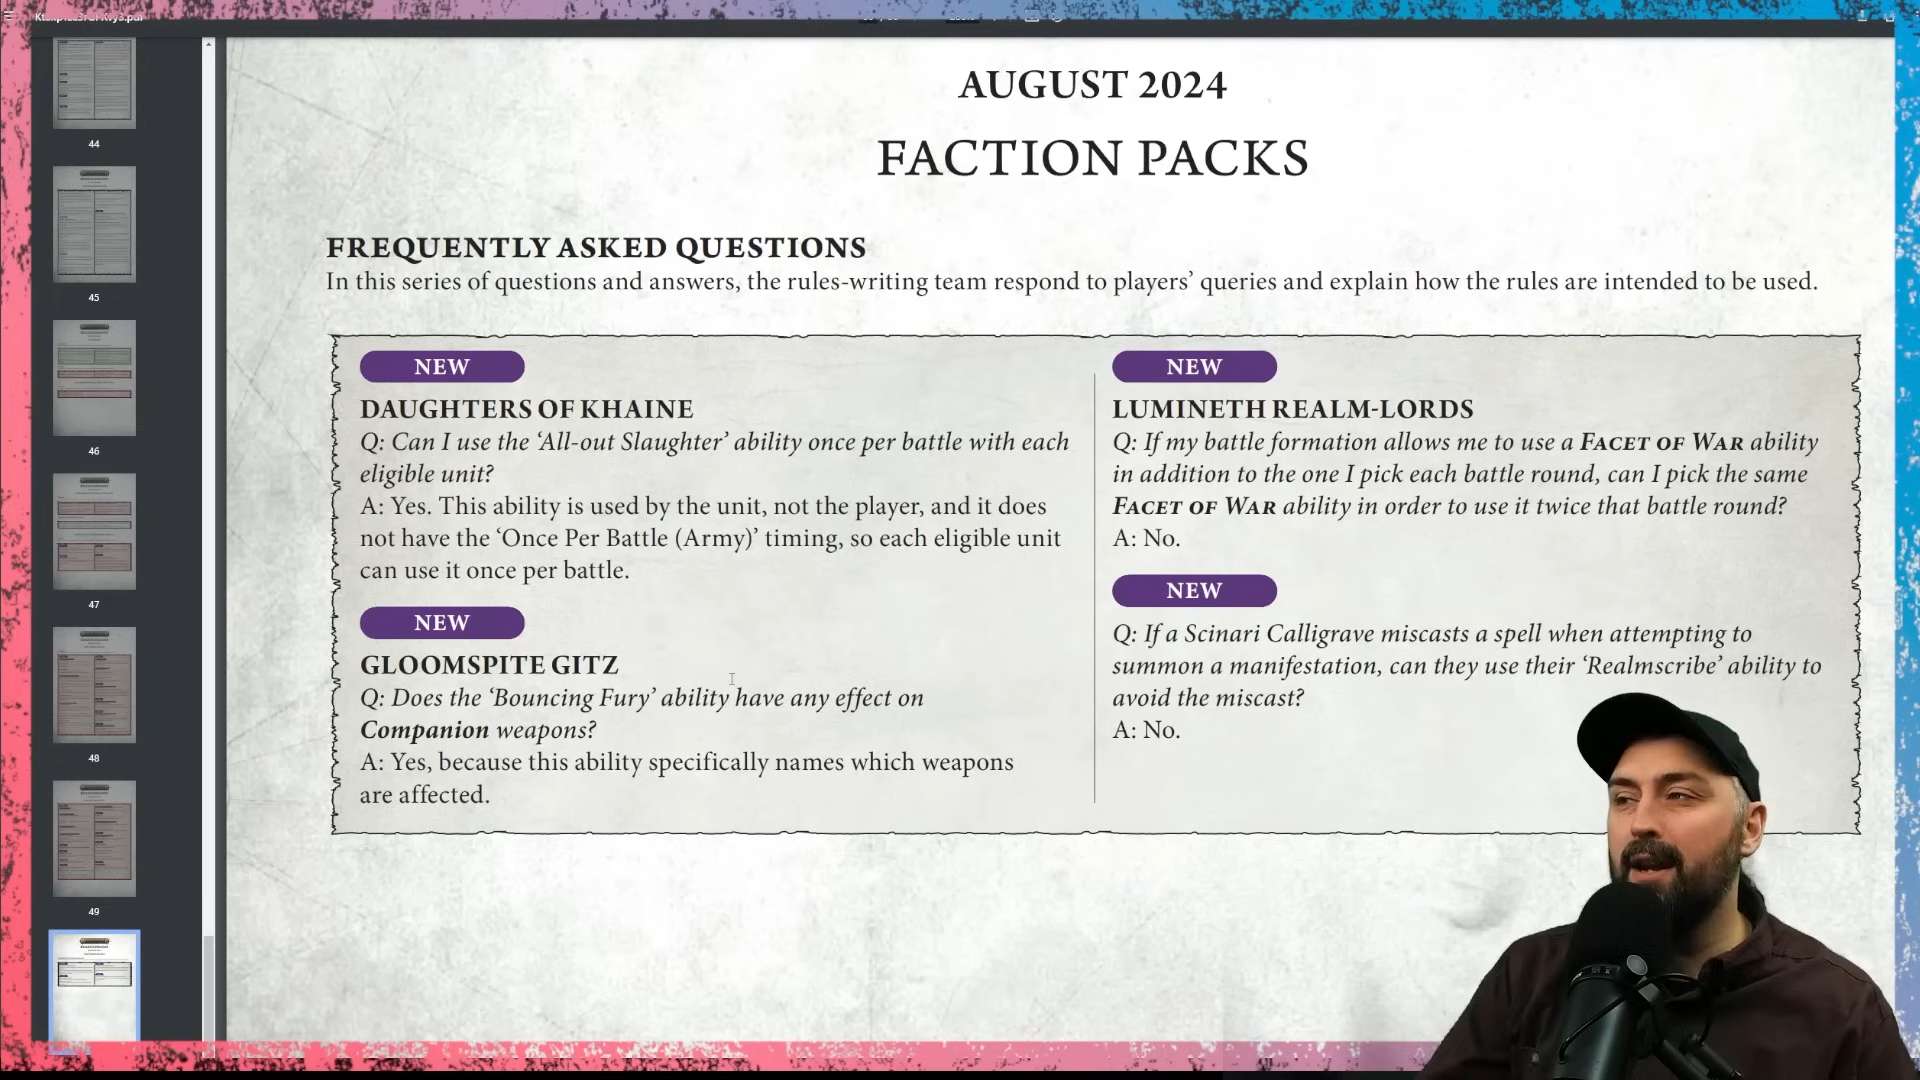 44
45
46
47
48
49
AUGUST 2024
FACTION PACKS
FREQUENTLY ASKED QUESTIONS
In this series of questions and answers, the rules-writing team respond to players’ queries and explain how the rules are intended to be used.
NEW
DAUGHTERS OF KHAINE
Q: Can I use the ‘All-out Slaughter’ ability once per battle with each
eligible unit?
A: Yes. This ability is used by the unit, not the player, and it does
not have the ‘Once Per Battle (Army)’ timing, so each eligible unit
can use it once per battle.
NEW
GLOOMSPITE GITZ
Q: Does the ‘Bouncing Fury’ ability have any effect on
Companion weapons?
A: Yes, because this ability specifically names which weapons
are affected.
NEW
LUMINETH REALM-LORDS
Q: If my battle formation allows me to use a FACET OF WAR ability
in addition to the one I pick each battle round, can I pick the same
FACET OF WAR ability in order to use it twice that battle round?
A: No.
NEW
Q: If a Scinari Calligrave miscasts a spell when attempting to
summon a manifestation, can they use their ‘Realmscribe’ ability to
avoid the miscast?
A: No.